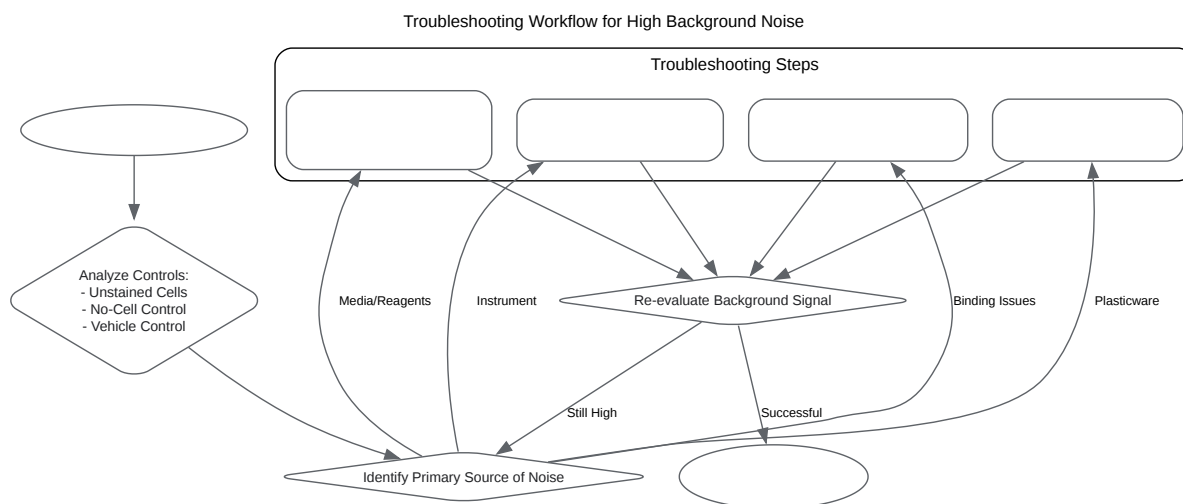 Troubleshooting Workflow for High Background Noise
Troubleshooting Steps
Analyze Controls:
- Unstained Cells
- No-Cell Control
- Vehicle Control
Media/Reagents
Instrument
Re-evaluate Background Signal
Binding Issues
Plasticware
Still High
Successful
Identify Primary Source of Noise